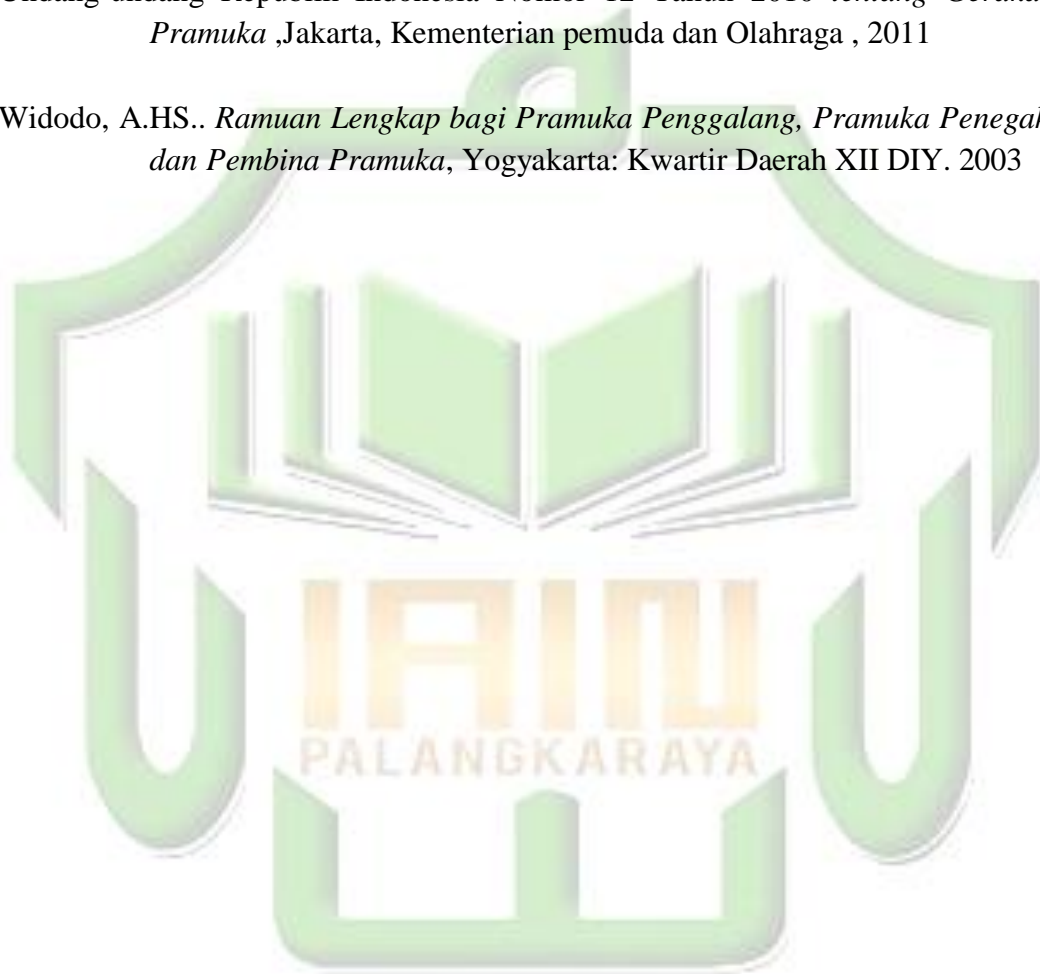 Undang-undang Republik Indonesia Nomor 12 Tahun 2010 tentang
Pramuka ,Jakarta, Kementerian pemuda dan Olahraga , 2011
Widodo, A.HS.. Ramuan Lengkap bagi Pramuka Penggalang, Pramuka Penegak
dan Pembina Pramuka, Yogyakarta: Kwartir Daerah XII DIY. 2003
IAIN
PALANGKARAYA